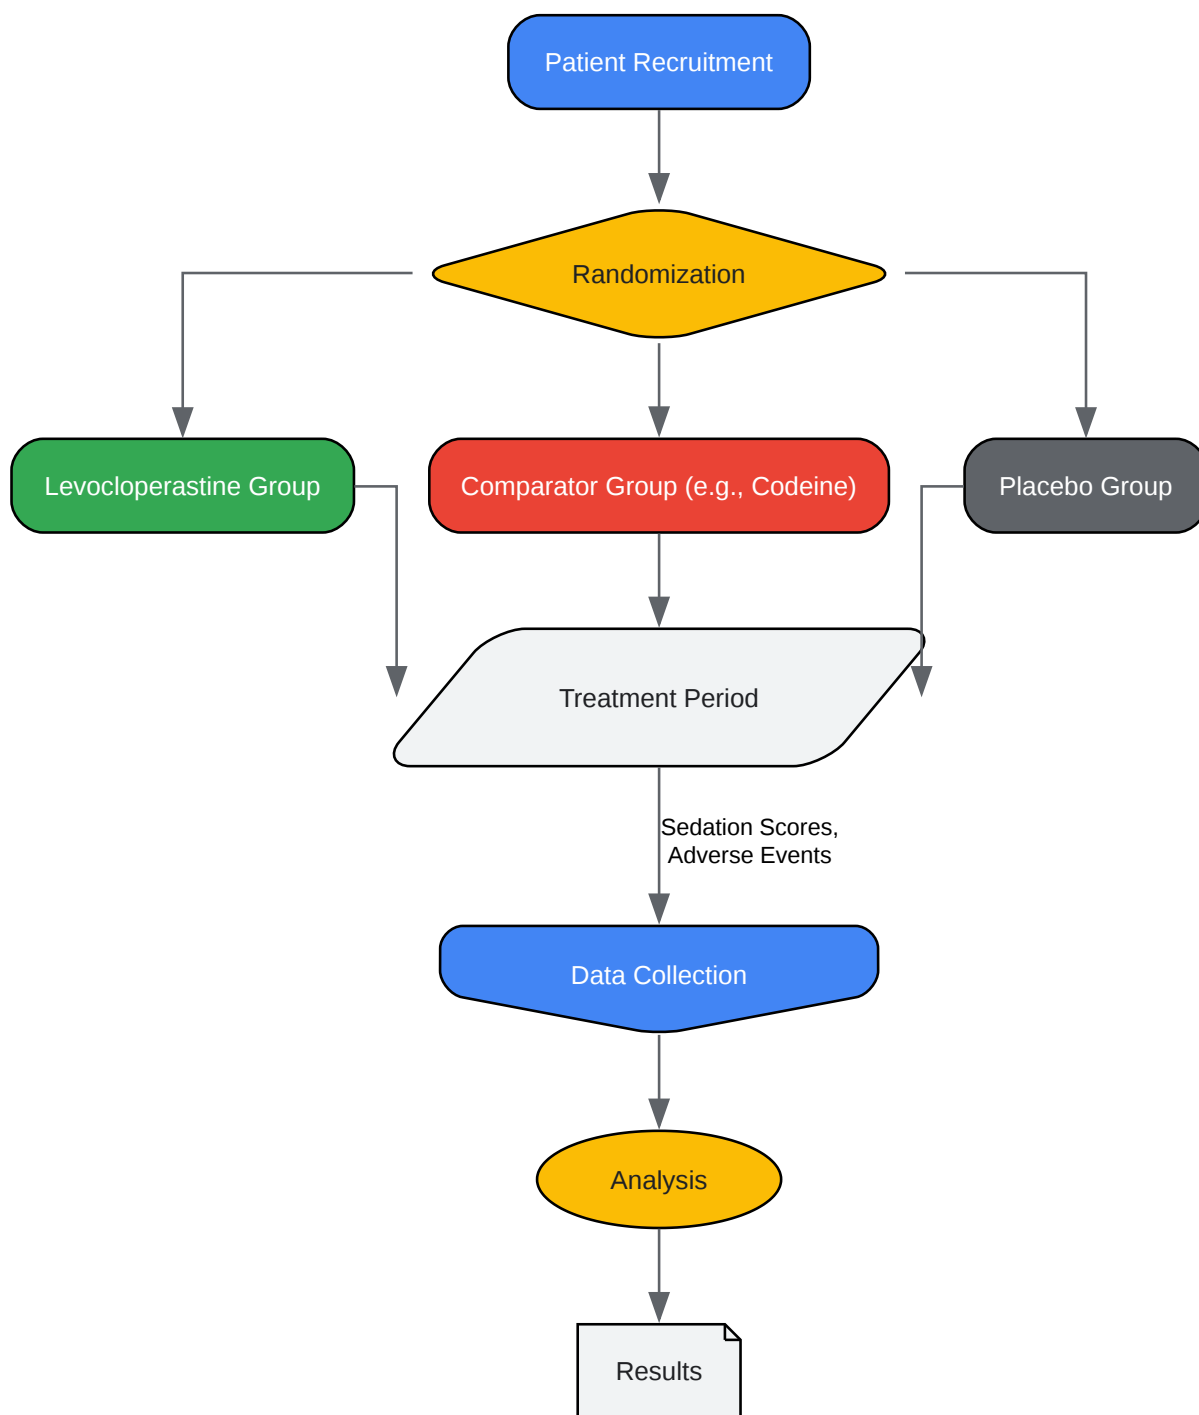 Patient Recruitment
Randomization
Levocloperastine Group
Comparator Group (e.g., Codeine)
Placebo Group
Treatment Period
Sedation Scores,
Adverse Events
Data Collection
Analysis
Results